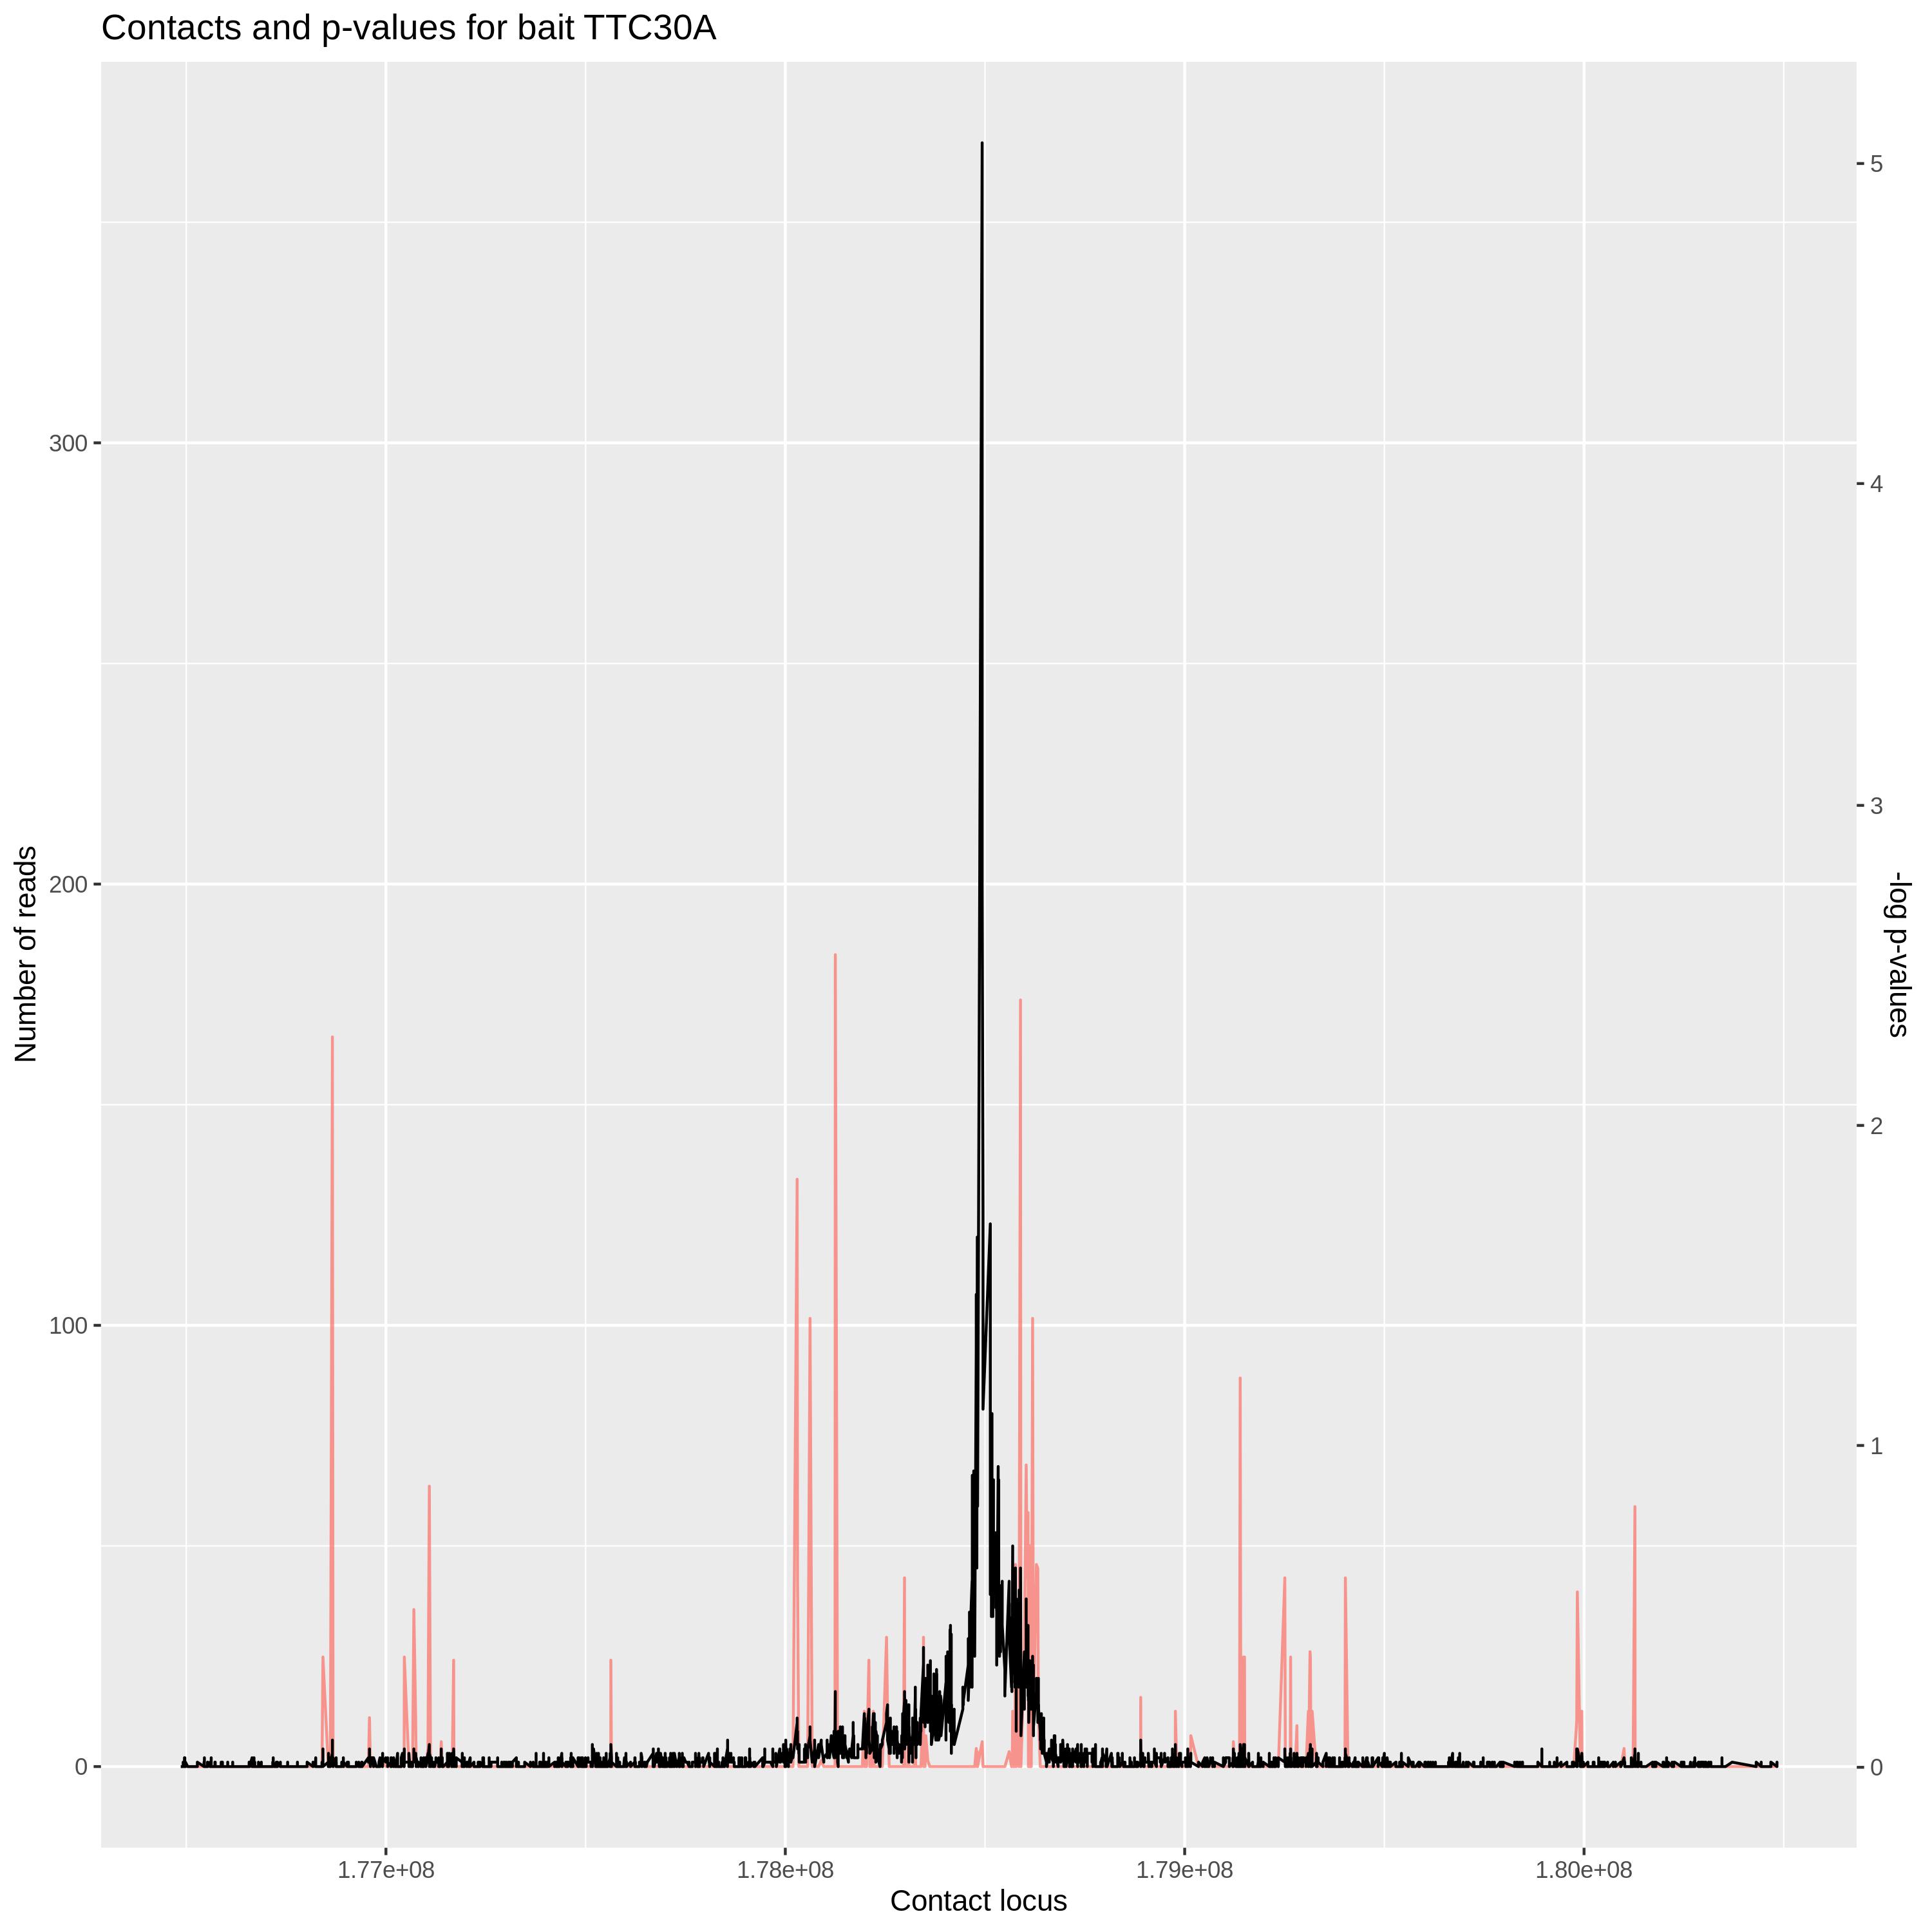 Contacts and p-values for bait TTC30A
Number of reads
300
200
100
0
5
4
3
2
1
0
-log p-values
1.77e+08 1.78e+08 1.79e+08 1.80e+08
Contact locus